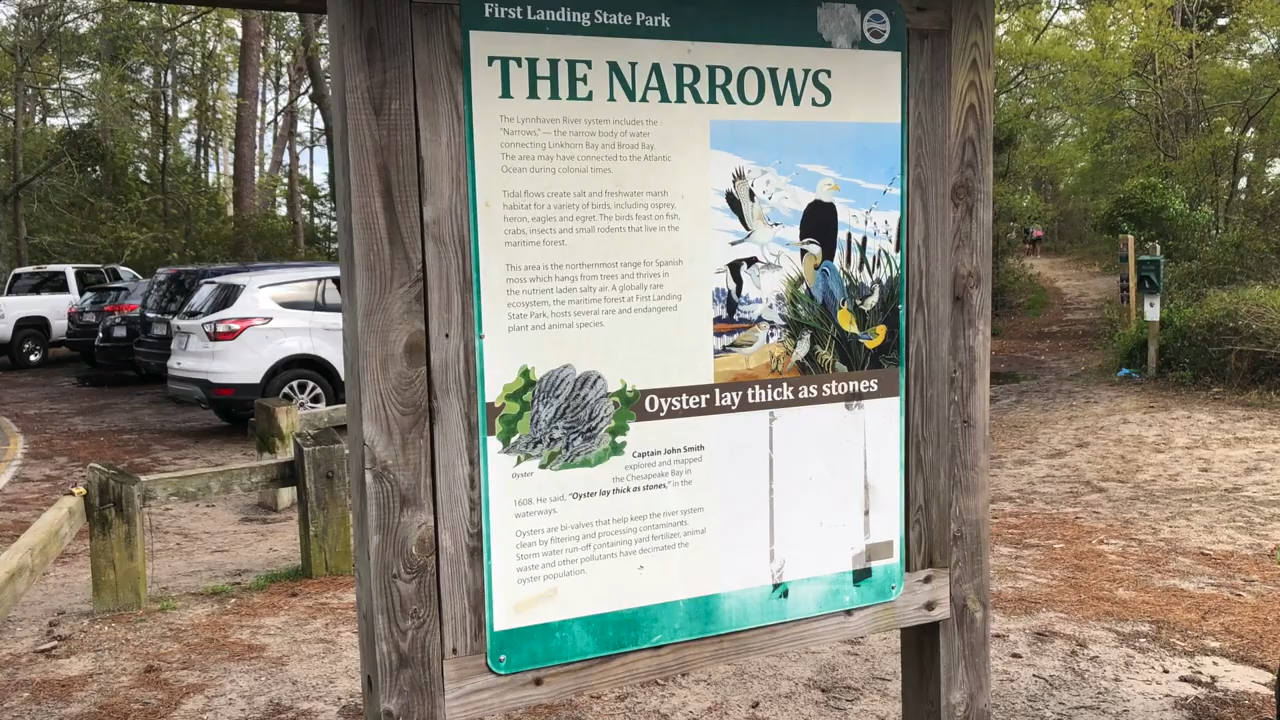 First Landing State Park
THE NARROWS
The Lynnhaven River system includes the
"Narrows," — the narrow body of water
connecting Linkhorn Bay and Broad Bay.
The area may have connected to the Atlantic
Ocean during colonial times.
Tidal flows create salt and freshwater marsh
habitat for a variety of birds, including osprey,
heron, eagles and egret. The birds feast on fish,
crabs, insects and small rodents that live in the
maritime forest.
This area is the northernmost range for Spanish
moss which hangs from trees and thrives in
the nutrient laden salty air. A globally rare
ecosystem, the maritime forest at First Landing
State Park, hosts several rare and endangered
plant and animal species.
Oyster lay thick as stones
Oyster
Captain John Smith
explored and mapped
the Chesapeake Bay in
1608. He said, "Oyster lay thick as stones," in the
waterways.
Oysters are bi-valves that help keep the river system
clean by filtering and processing contaminants.
Storm water run-off containing yard fertilizer, animal
waste and other pollutants have decimated the
oyster population.